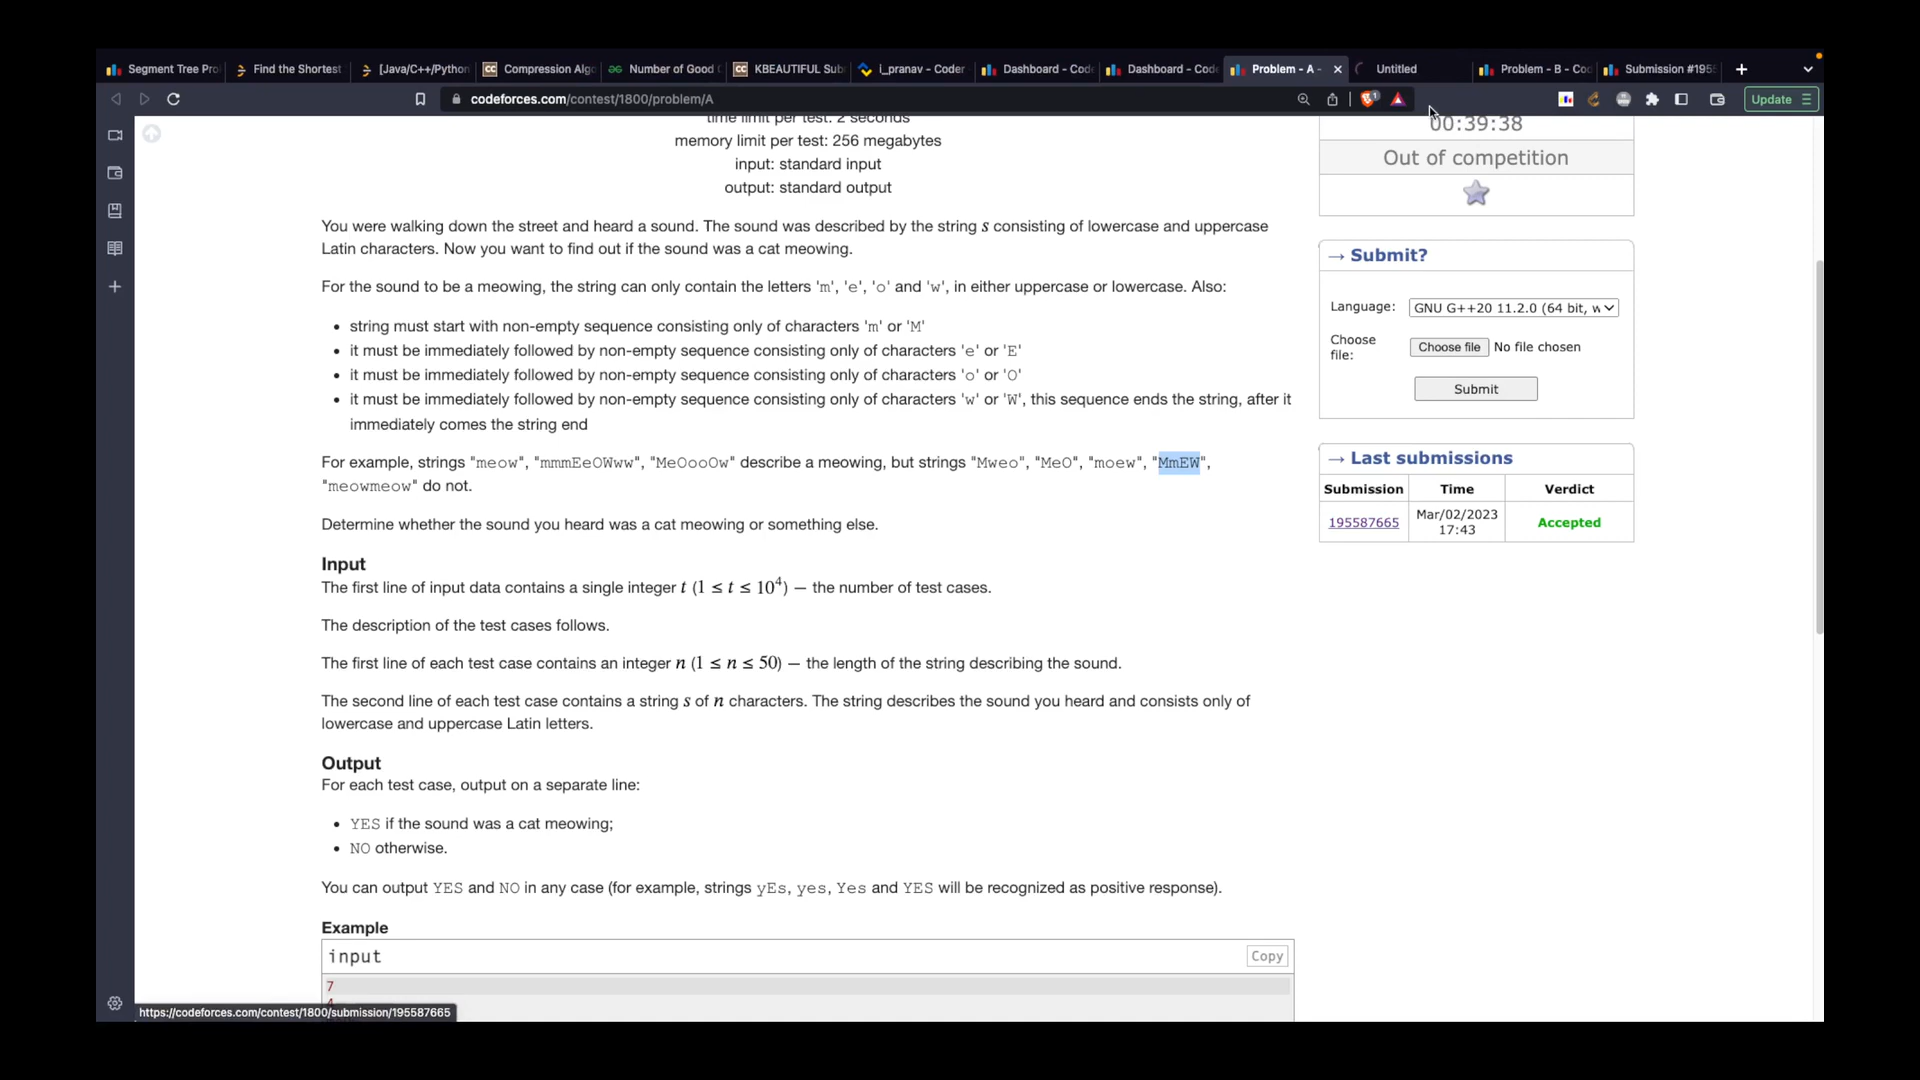 Segment Tree Pro
Find the Shortest
[Java/C++/Python
Compression Algo
Number of Good
KBEAUTIFUL Sub
i_pranav - Coder
Dashboard - Code
Dashboard - Code
Problem - A -
Untitled
Problem - B - Cod
Submission #195
codeforces.com/contest/1800/problem/A
1
Update
time limit per test: 2 seconds
memory limit per test: 256 megabytes
input: standard input
output: standard output
You were walking down the street and heard a sound. The sound was described by the string s consisting of lowercase and uppercase
Latin characters. Now you want to find out if the sound was a cat meowing.
For the sound to be a meowing, the string can only contain the letters 'm', 'e', 'o' and 'w', in either uppercase or lowercase. Also:
• string must start with non-empty sequence consisting only of characters 'm' or 'M'
• it must be immediately followed by non-empty sequence consisting only of characters 'e' or 'E'
• it must be immediately followed by non-empty sequence consisting only of characters 'o' or 'O'
• it must be immediately followed by non-empty sequence consisting only of characters 'w' or 'W', this sequence ends the string, after it
immediately comes the string end
For example, strings "meow", "mmmEeOWww", "MeOooOw" describe a meowing, but strings "Mweo", "MeO", "moew", "MmEW",
"meowmeow" do not.
Determine whether the sound you heard was a cat meowing or something else.
Input
The first line of input data contains a single integer t (1 ≤ t ≤ 10⁴) — the number of test cases.
The description of the test cases follows.
The first line of each test case contains an integer n (1 ≤ n ≤ 50) — the length of the string describing the sound.
The second line of each test case contains a string s of n characters. The string describes the sound you heard and consists only of
lowercase and uppercase Latin letters.
Output
For each test case, output on a separate line:
• YES if the sound was a cat meowing;
• NO otherwise.
You can output YES and NO in any case (for example, strings yEs, yes, Yes and YES will be recognized as positive response).
Example
input
Copy
7
4
https://codeforces.com/contest/1800/submission/195587665
00:39:38
Out of competition
→ Submit?
Language: GNU G++20 11.2.0 (64 bit, w
Choose file: Choose file No file chosen
Submit
→ Last submissions
Submission Time Verdict
195587665 Mar/02/2023 17:43 Accepted